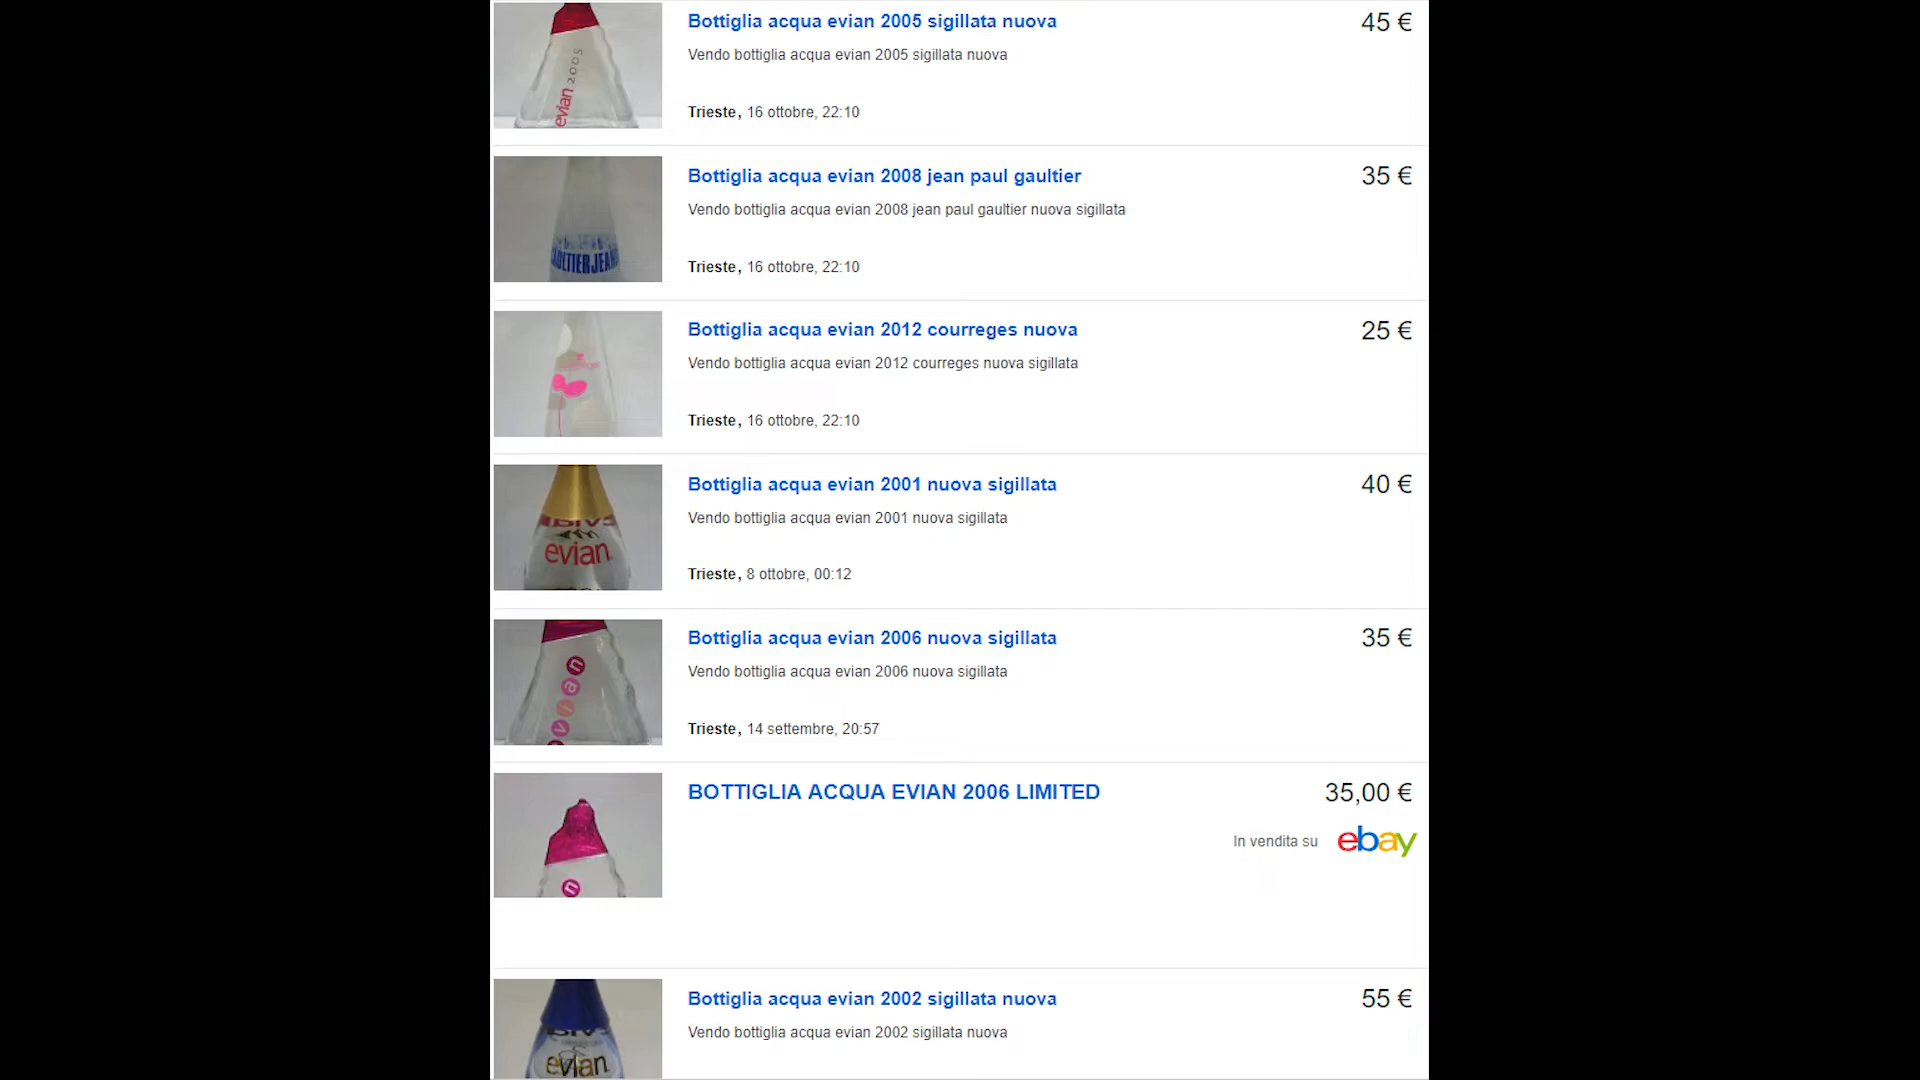 Bottiglia acqua evian 2005 sigillata nuova
45 €
Vendo bottiglia acqua evian 2005 sigillata nuova
evian 2005
Trieste, 16 ottobre, 22:10
Bottiglia acqua evian 2008 jean paul gaultier
35 €
Vendo bottiglia acqua evian 2008 jean paul gaultier nuova sigillata
Trieste, 16 ottobre, 22:10
Bottiglia acqua evian 2012 courreges nuova
25 €
Vendo bottiglia acqua evian 2012 courreges nuova sigillata
Trieste, 16 ottobre, 22:10
Bottiglia acqua evian 2001 nuova sigillata
40 €
Vendo bottiglia acqua evian 2001 nuova sigillata
evian
Trieste, 8 ottobre, 00:12
Bottiglia acqua evian 2006 nuova sigillata
35 €
Vendo bottiglia acqua evian 2006 nuova sigillata
evian
Trieste, 14 settembre, 20:57
BOTTIGLIA ACQUA EVIAN 2006 LIMITED
35,00 €
In vendita su ebay
n
Bottiglia acqua evian 2002 sigillata nuova
55 €
Vendo bottiglia acqua evian 2002 sigillata nuova
evian